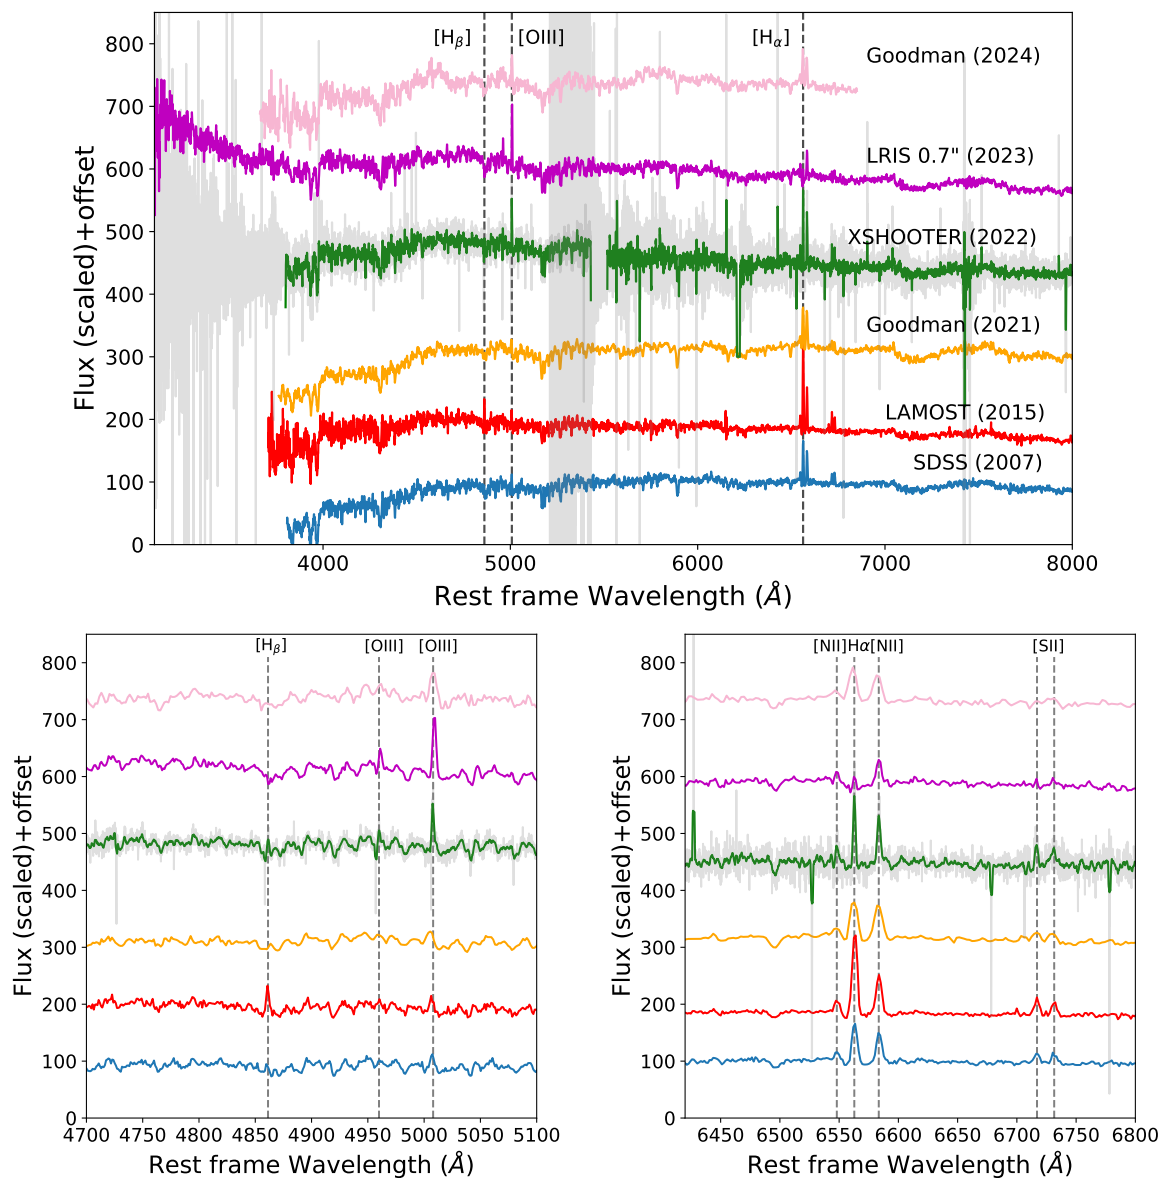 [Hβ] [OIII] [Hα]
Goodman (2024)
LRIS 0.7" (2023)
XSHOOTER (2022)
Goodman (2021)
LAMOST (2015)
SDSS (2007)
Flux (scaled)+offset
800
700
600
500
400
300
200
100
0
4000 5000 6000 7000 8000
Rest frame Wavelength (Å)
[Hβ] [OIII] [OIII]
Flux (scaled)+offset
800
700
600
500
400
300
200
100
0
4700 4750 4800 4850 4900 4950 5000 5050 5100
Rest frame Wavelength (Å)
[NII] Hα [NII] [SII]
Flux (scaled)+offset
800
700
600
500
400
300
200
100
0
6450 6500 6550 6600 6650 6700 6750 6800
Rest frame Wavelength (Å)